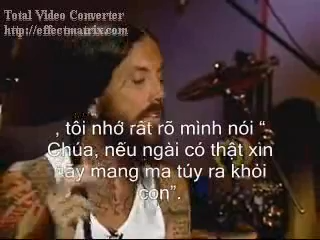 Total Video Converter
http://effectmatrix.com
, tôi nhớ rất rõ mình nói “
Chúa, nếu ngài có thật xin
hãy mang ma túy ra khỏi
con”.